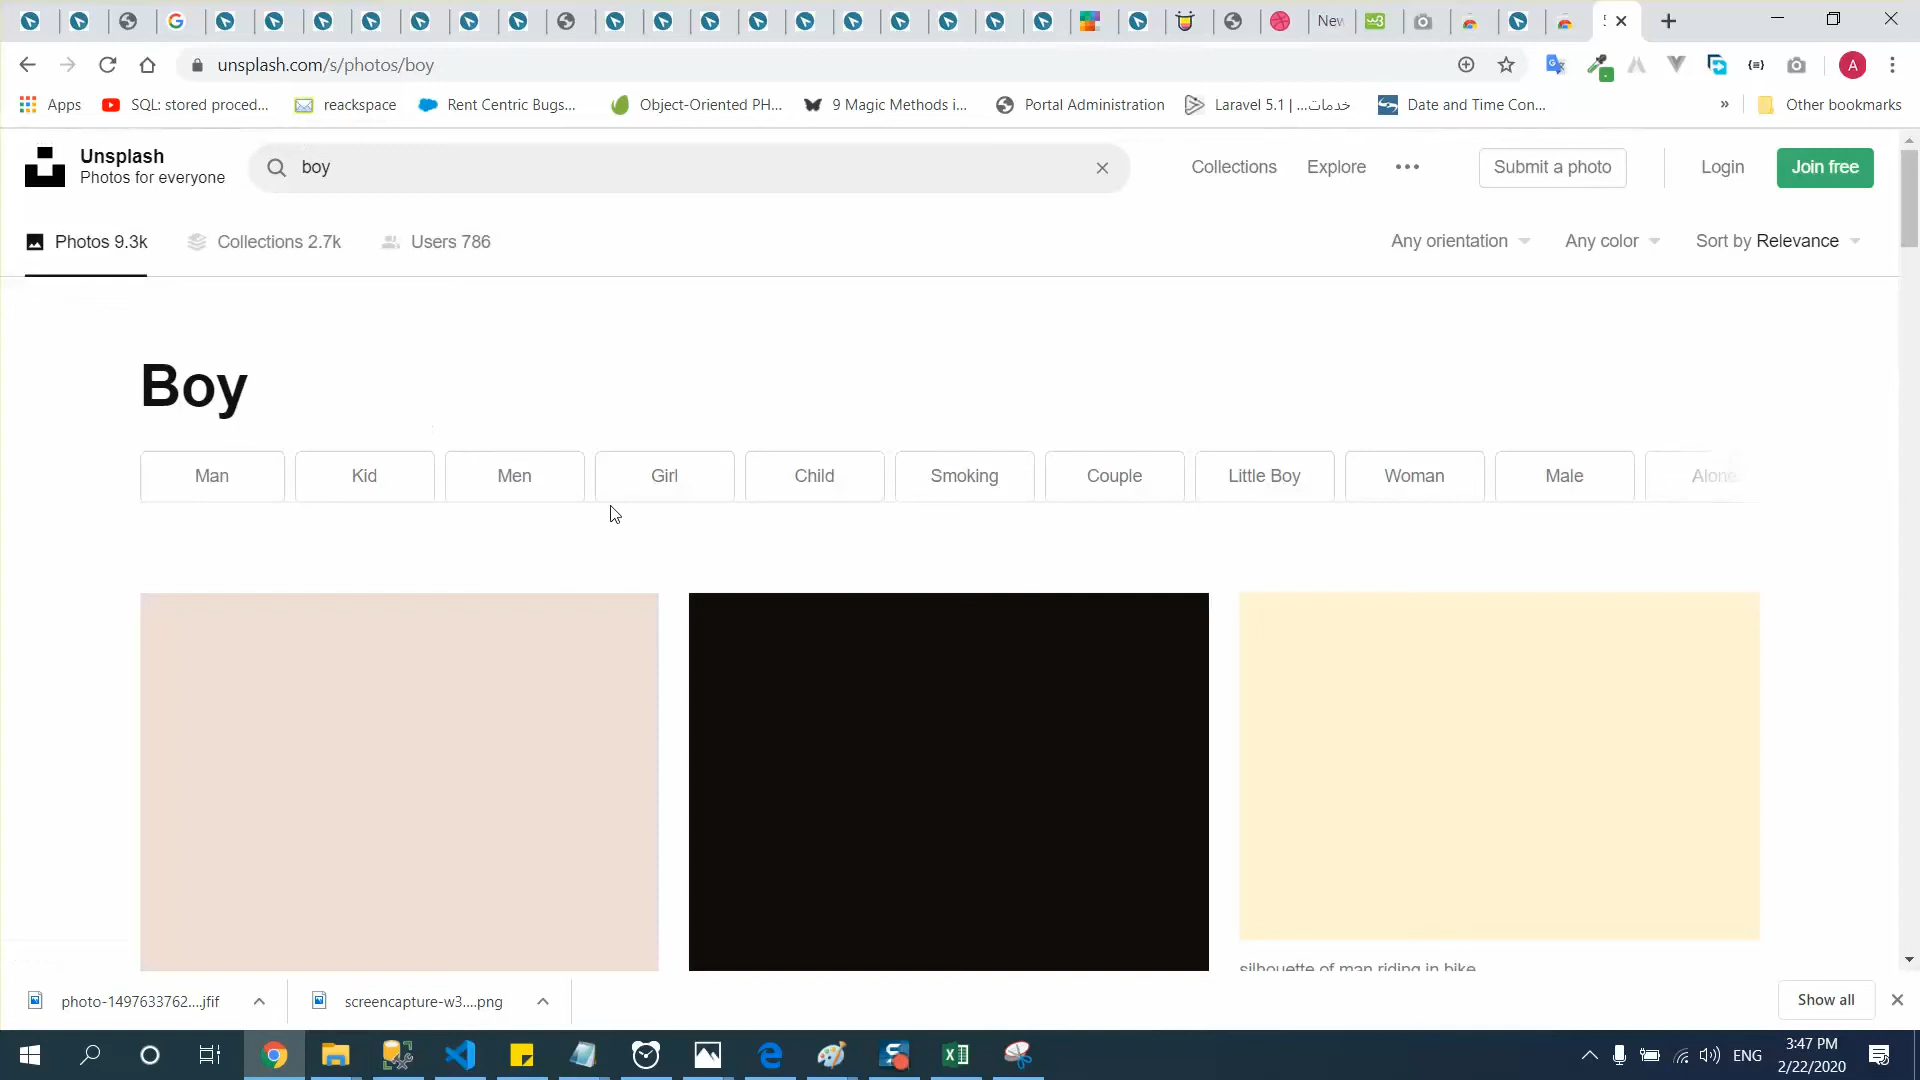 New
unsplash.com/s/photos/boy
A
Apps
SQL: stored proced...
reackspace
Rent Centric Bugs...
Object-Oriented PH...
9 Magic Methods i...
Portal Administration
Laravel 5.1 | ...خدمات
Date and Time Con...
»
Other bookmarks
Unsplash
Photos for everyone
boy
Collections
Explore
Submit a photo
Login
Join free
Photos 9.3k
Collections 2.7k
Users 786
Any orientation
Any color
Sort by Relevance
Boy
Man
Kid
Men
Girl
Child
Smoking
Couple
Little Boy
Woman
Male
Alone
silhouette of man riding in bike
photo-1497633762....jfif
screencapture-w3....png
Show all
ENG
3:47 PM
2/22/2020